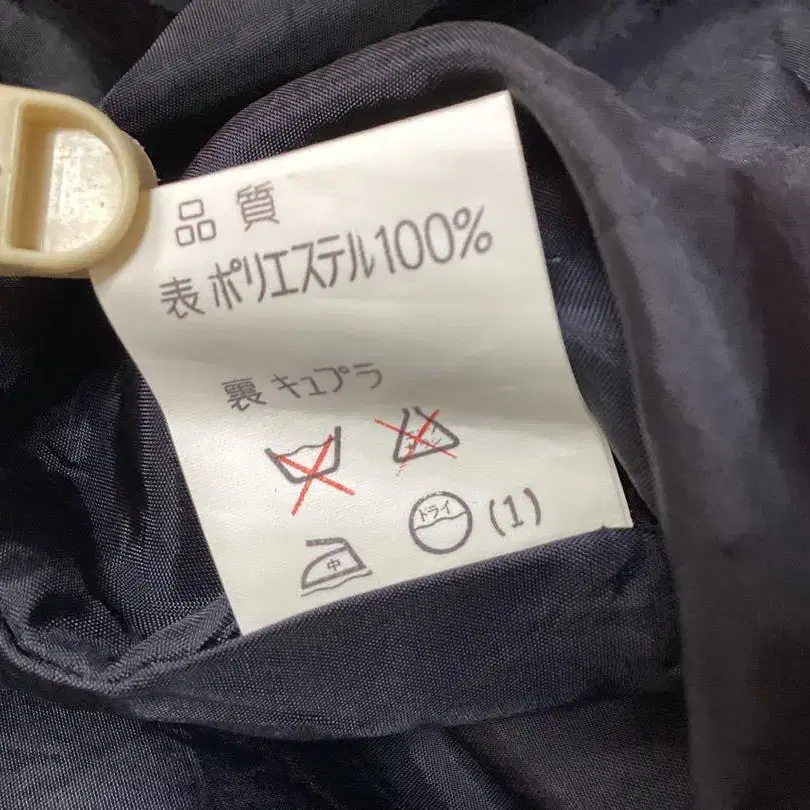 品質
表 ポリエステル100%
裏 キュプラ
ドライ (1)
中